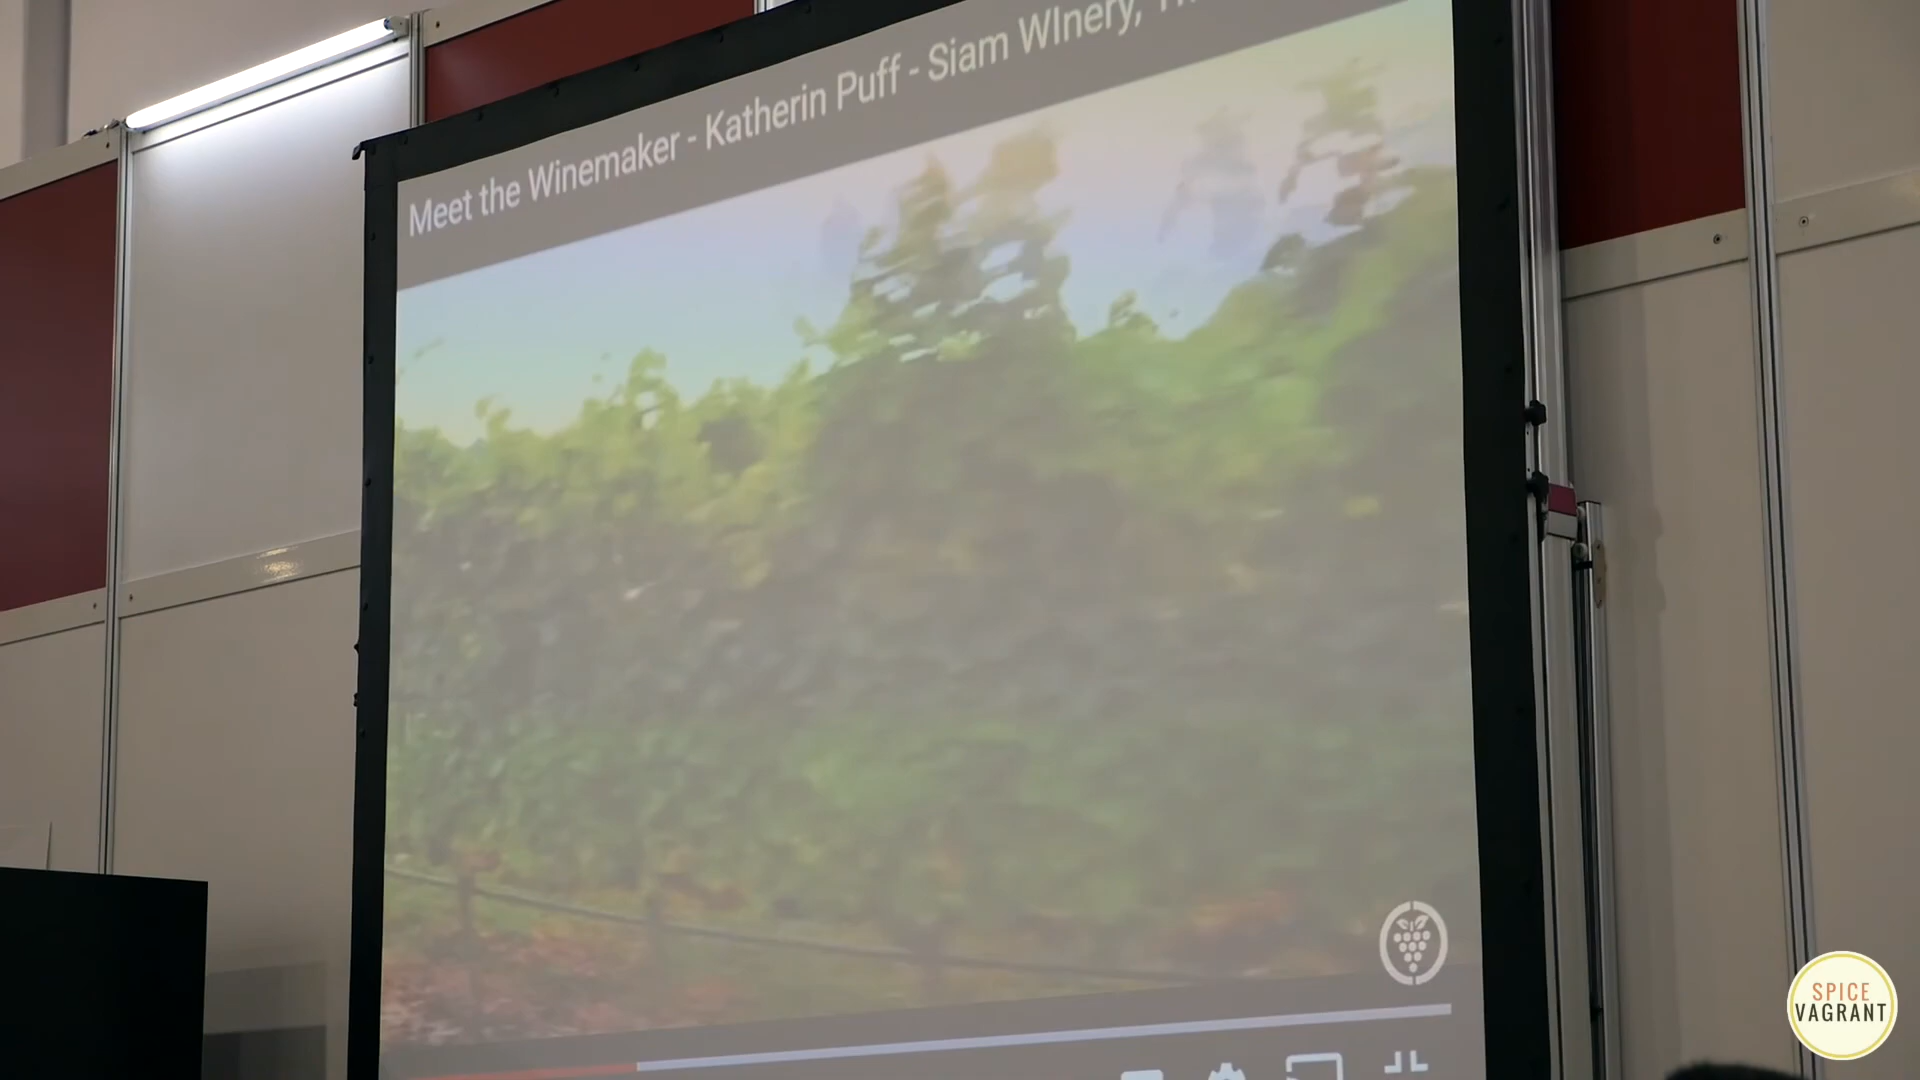 Meet the Winemaker - Katherin Puff - Siam WInery,
SPICE
VAGRANT